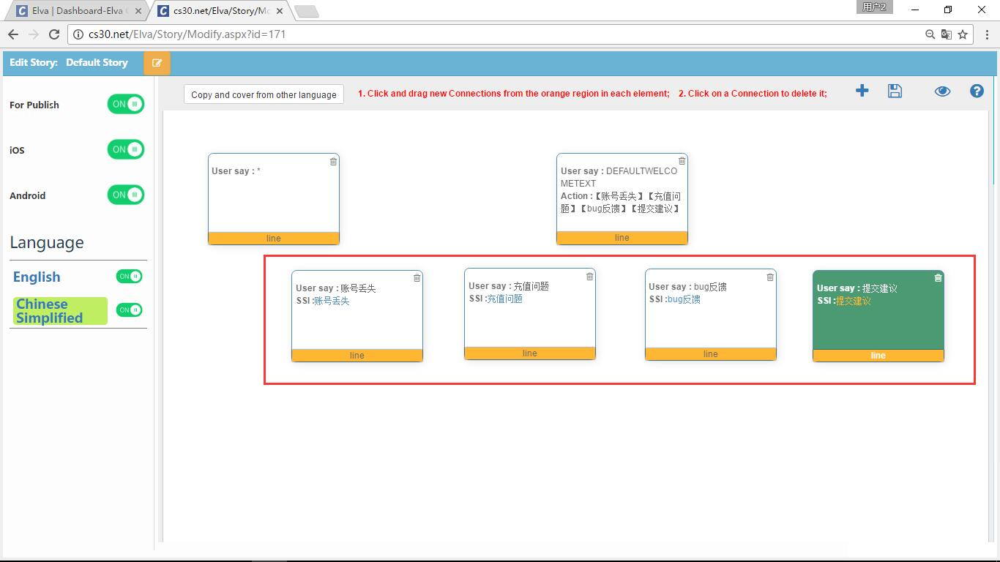 Elva | Dashboard-Elva
cs30.net/Elva/Story/Mo
用户2
cs30.net/Elva/Story/Modify.aspx?id=171
Edit Story: Default Story
For Publish ON
iOS ON
Android ON
Language
English ON
Chinese
Simplified ON
Copy and cover from other language
1. Click and drag new Connections from the orange region in each element; 2. Click on a Connection to delete it;
User say : *
line
User say : DEFAULTWELCO
METEXT
Action :【账号丢失】【充值问
题】【bug反馈】【提交建议】
line
User say : 账号丢失
SSI :账号丢失
line
User say : 充值问题
SSI :充值问题
line
User say : bug反馈
SSI :bug反馈
line
User say : 提交建议
SSI :提交建议
line